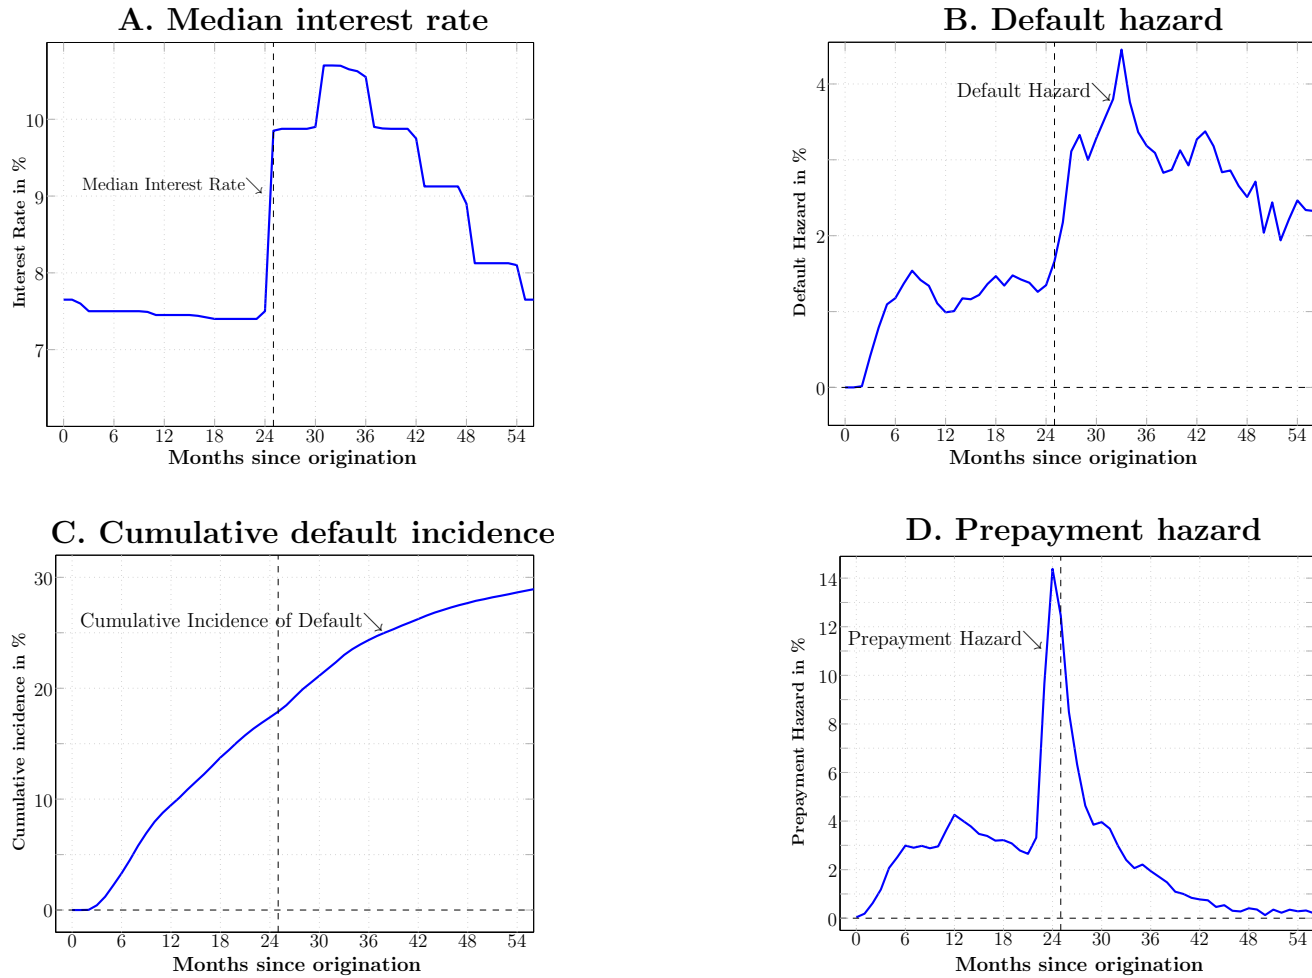 A. Median interest rate
Interest Rate in %
10
9
8
7
Median Interest Rate
0 6 12 18 24 30 36 42 48 54
Months since origination
B. Default hazard
Default Hazard in %
4
2
0
Default Hazard
0 6 12 18 24 30 36 42 48 54
Months since origination
C. Cumulative default incidence
Cumulative incidence in %
30
20
10
0
Cumulative Incidence of Default
0 6 12 18 24 30 36 42 48 54
Months since origination
D. Prepayment hazard
Prepayment Hazard in %
14
12
10
8
6
4
2
0
Prepayment Hazard
0 6 12 18 24 30 36 42 48 54
Months since origination